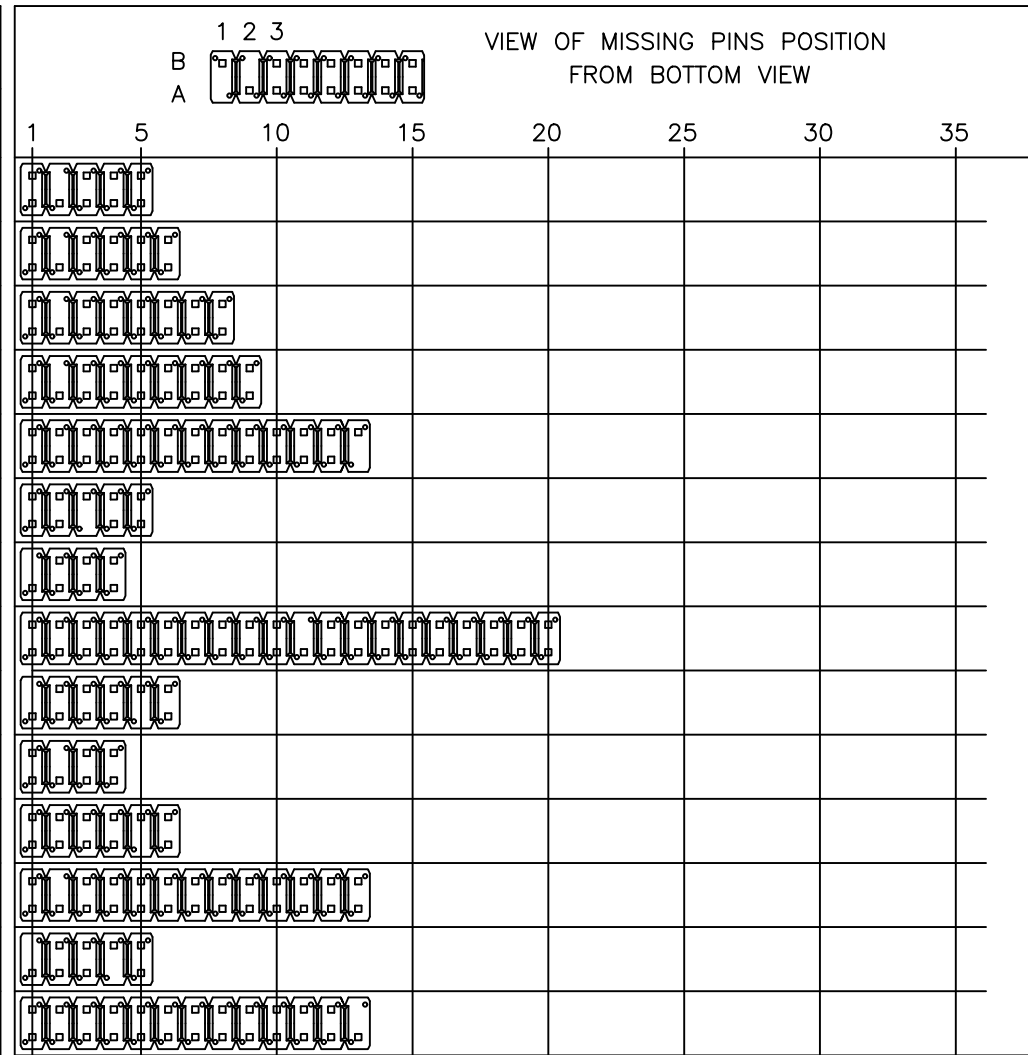 1 2 3
VIEW OF MISSING PINS POSITION
B
FROM BOTTOM VIEW
A
1 5 10 15 20 25 30 35